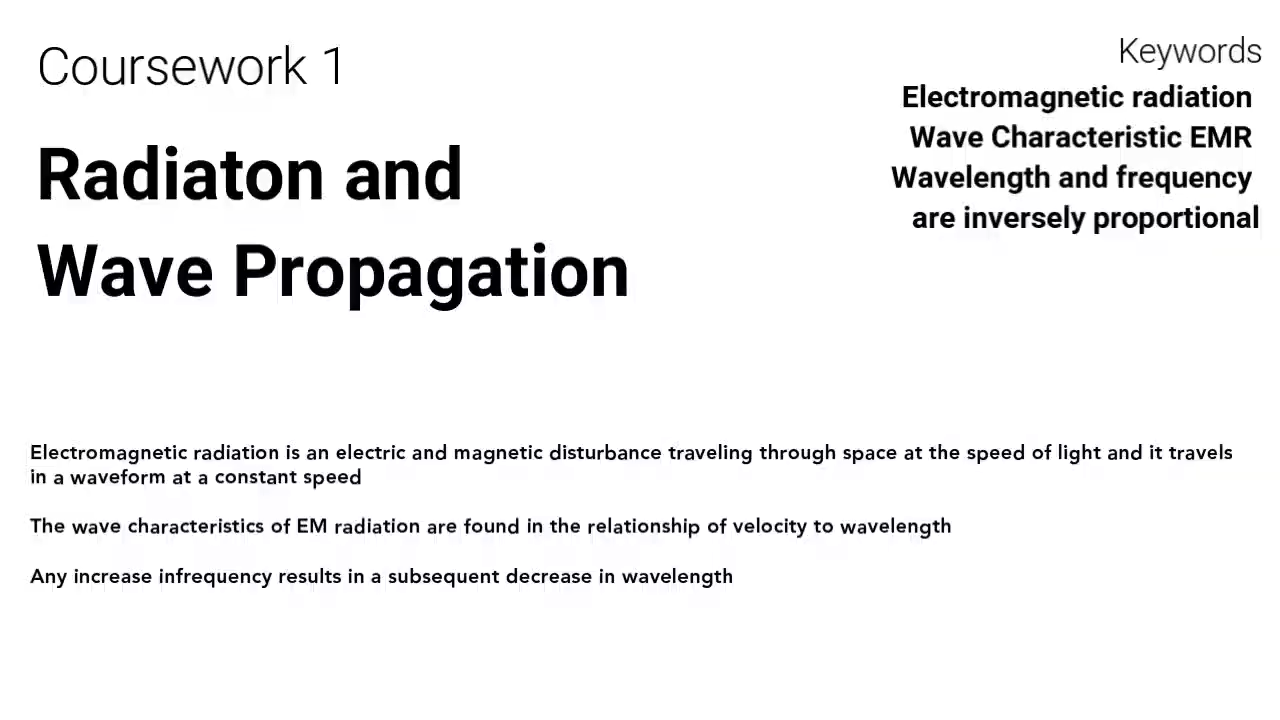 Coursework 1
Radiaton and
Wave Propagation
Keywords
Electromagnetic radiation
Wave Characteristic EMR
Wavelength and frequency
are inversely proportional
Electromagnetic radiation is an electric and magnetic disturbance traveling through space at the speed of light and it travels
in a waveform at a constant speed
The wave characteristics of EM radiation are found in the relationship of velocity to wavelength
Any increase infrequency results in a subsequent decrease in wavelength